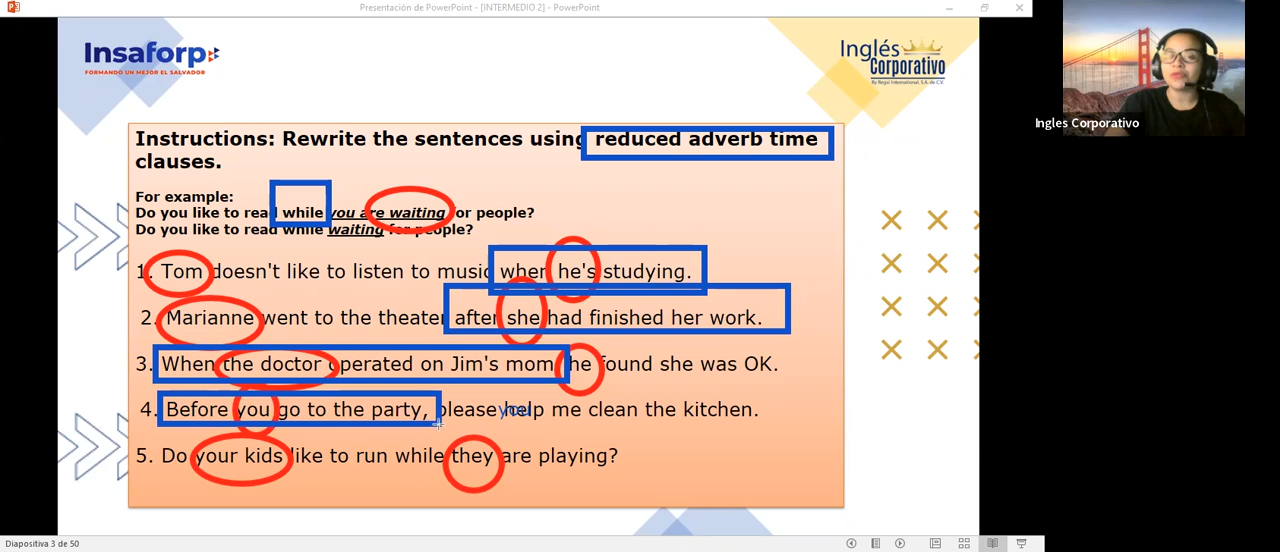 Presentación de PowerPoint - [INTERMEDIO 2] - PowerPoint
Insaforp
FORMANDO UN MEJOR EL SALVADOR
Inglés
Corporativo
By Regal International, S.A. de C.V.
Ingles Corporativo
Instructions: Rewrite the sentences using reduced adverb time
clauses.
For example:
Do you like to read while you are waiting for people?
Do you like to read while waiting for people?
1. Tom doesn't like to listen to music when he's studying.
2. Marianne went to the theater after she had finished her work.
3. When the doctor operated on Jim's mom he found she was OK.
you
4. Before you go to the party, please help me clean the kitchen.
5. Do your kids like to run while they are playing?
Diapositiva 3 de 50